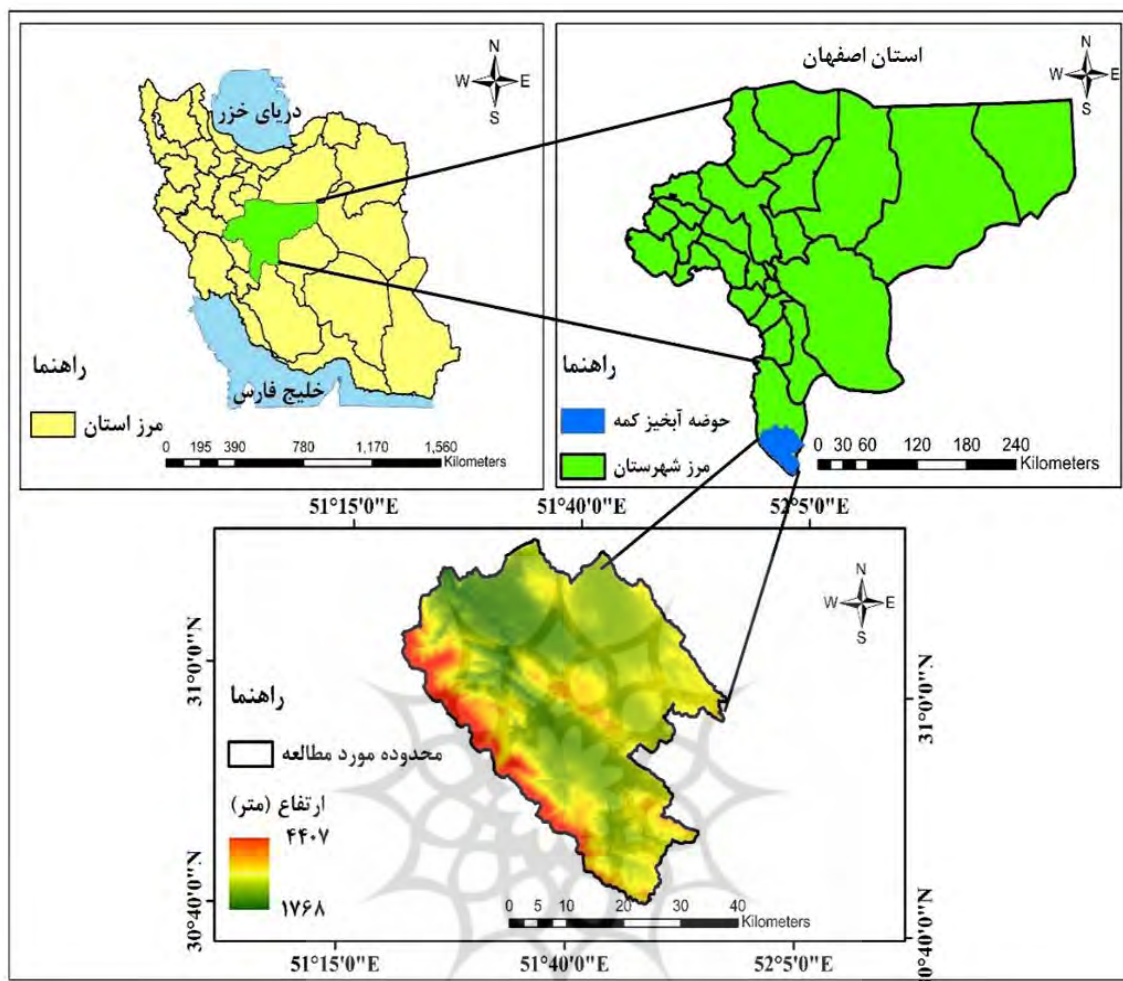 N
W E
S
دریای خزر
خلیج فارس
راهنما
مرز استان
0 195 390 780 1,170 1,560
Kilometers
استان اصفهان
N
W E
S
راهنما
حوضه آبخیز کمه
مرز شهرستان
0 30 60 120 180 240
Kilometers
51°15'0"E 51°40'0"E 52°5'0"E
N
W E
S
31°0'0"N
31°0'0"N
راهنما
محدوده مورد مطالعه
ارتفاع (متر)
۴۴۰۷
۱۷۶۸
0 5 10 20 30 40
Kilometers
30°40'0"N
30°40'0"N
51°15'0"E 51°40'0"E 52°5'0"E